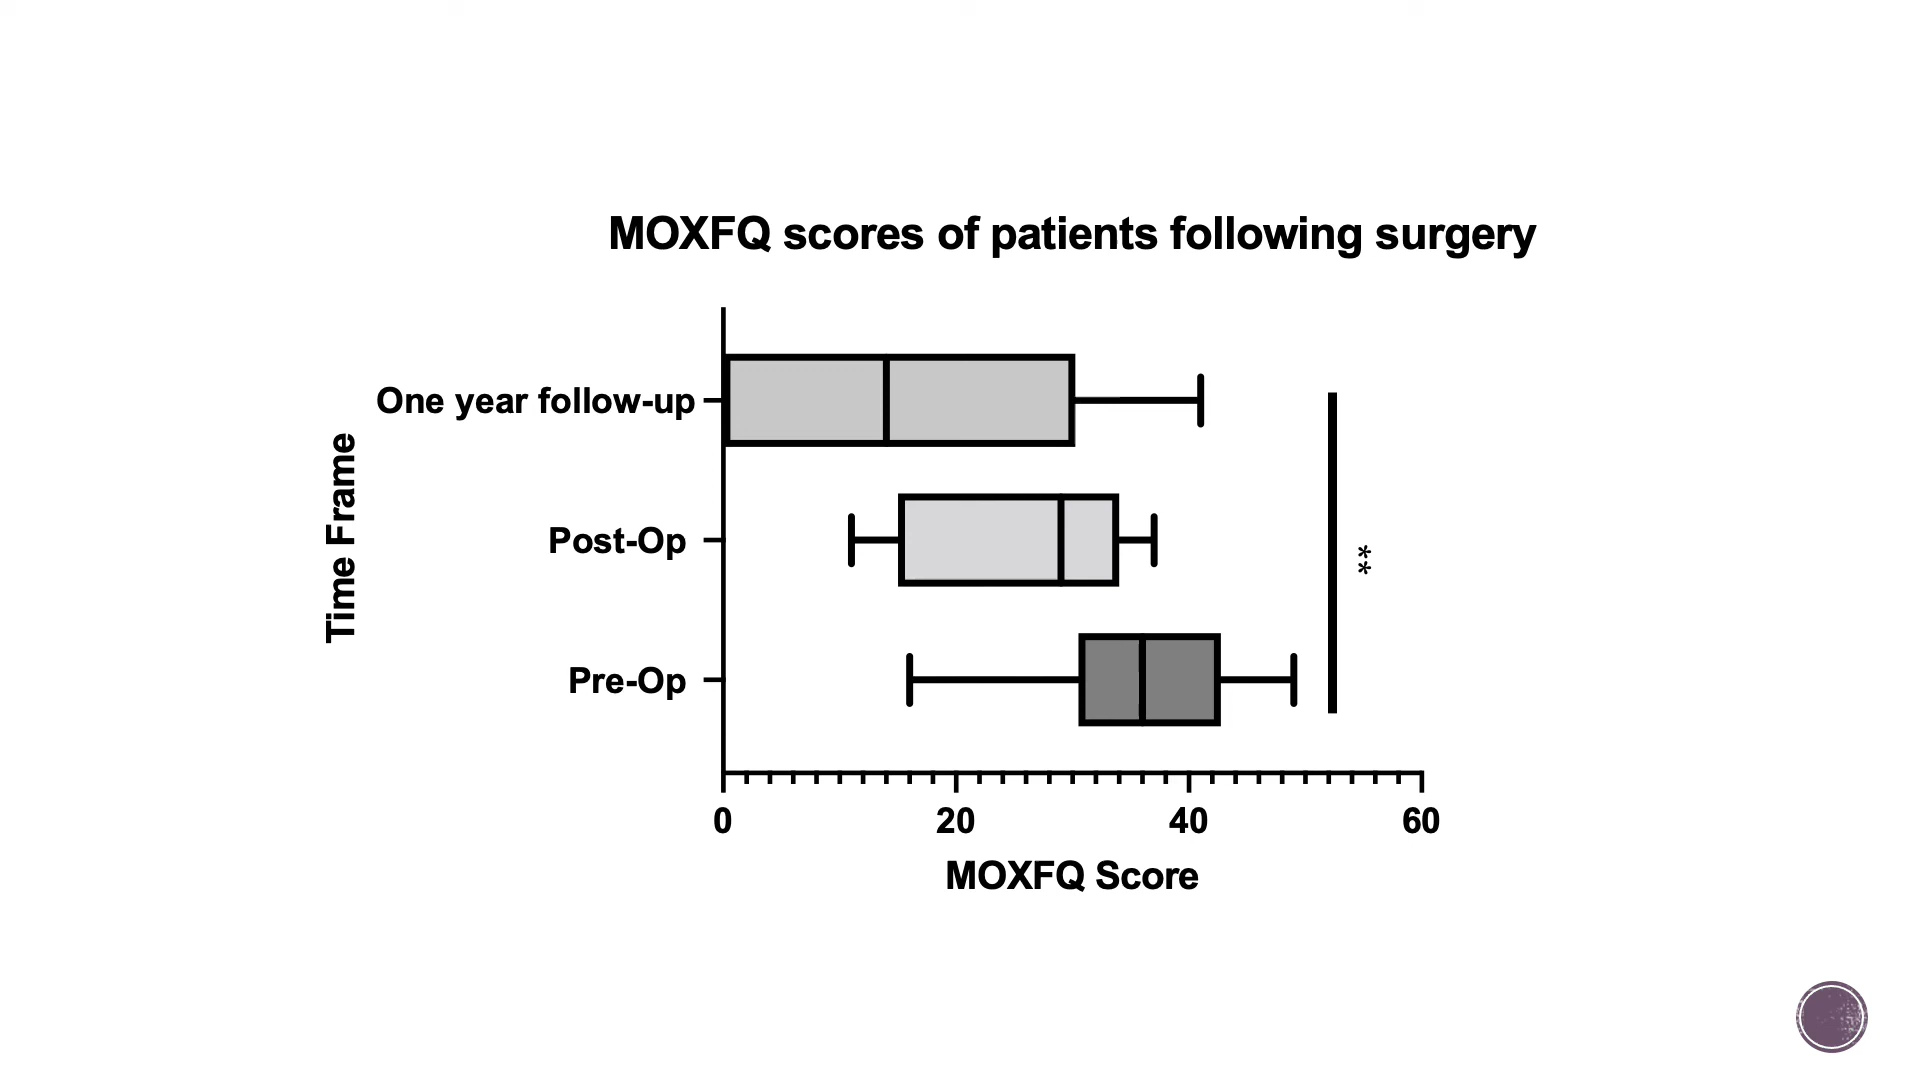 MOXFQ scores of patients following surgery
Time Frame
One year follow-up
Post-Op
Pre-Op
**
0 20 40 60
MOXFQ Score